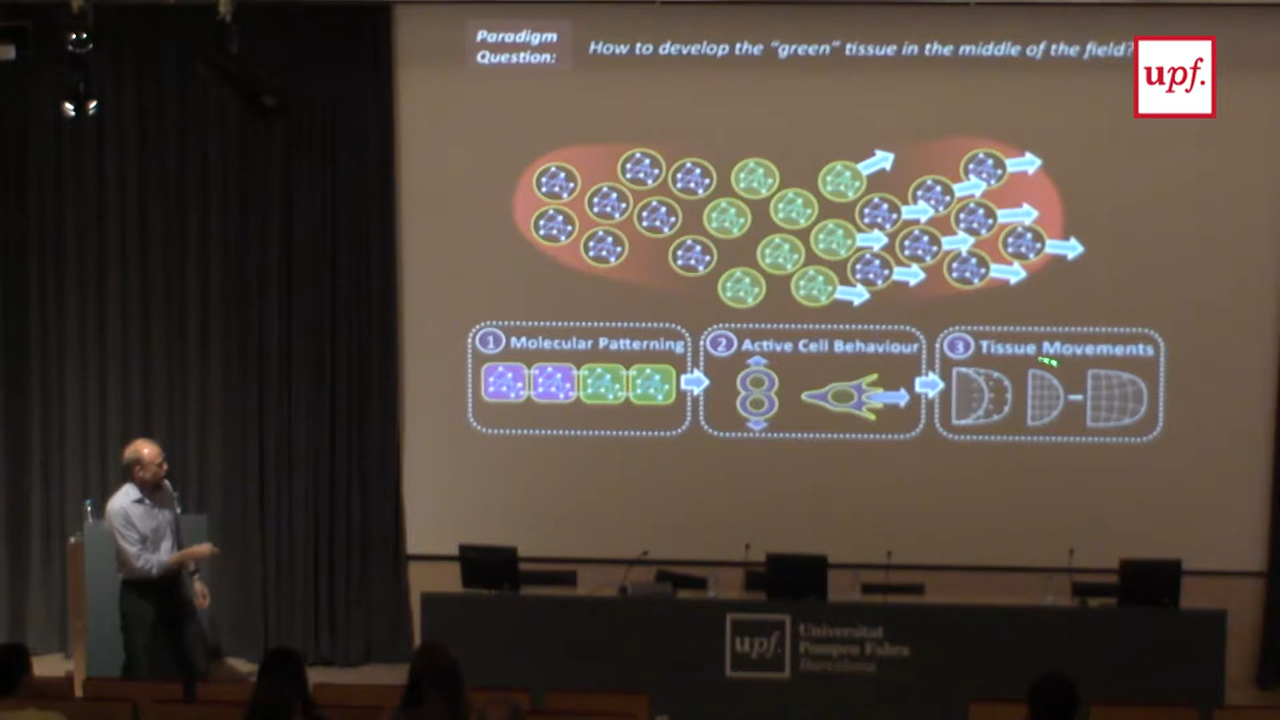 Paradigm
Question:
How to develop the "green" tissue in the middle of the field?
upf.
1 Molecular Patterning
2 Active Cell Behaviour
3 Tissue Movements
upf.
Universitat
Pompeu Fabra
Barcelona